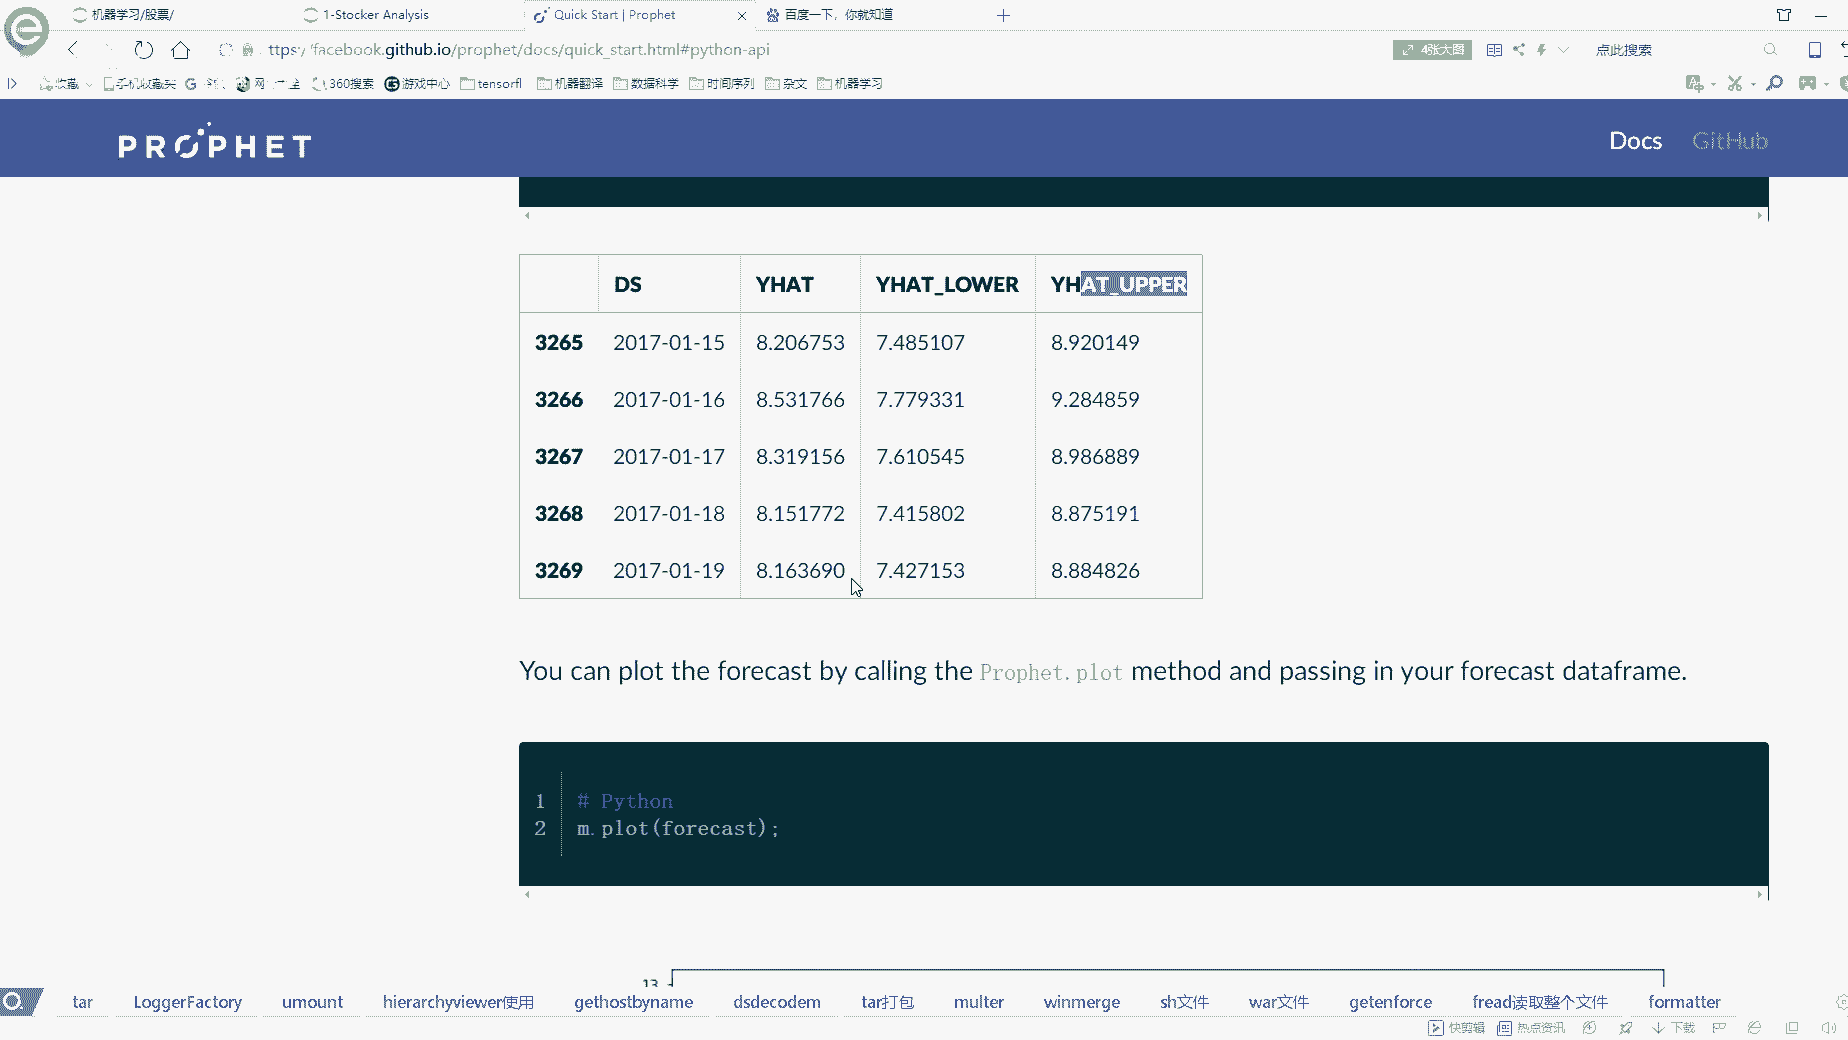 机器学习/股票/ 1-Stocker Analysis Quick Start | Prophet 百度一下，你就知道
facebook.github.io/prophet/docs/quick_start.html#python-api 4张大图 点此搜索
收藏 手机收藏夹 G 网 360搜索 游戏中心 tensorfl 机器翻译 数据科学 时间序列 杂文 机器学习
PROPHET Docs GitHub
DS YHAT YHAT_LOWER YHAT_UPPER
3265 2017-01-15 8.206753 7.485107 8.920149
3266 2017-01-16 8.531766 7.779331 9.284859
3267 2017-01-17 8.319156 7.610545 8.986889
3268 2017-01-18 8.151772 7.415802 8.875191
3269 2017-01-19 8.163690 7.427153 8.884826
You can plot the forecast by calling the Prophet.plot method and passing in your forecast dataframe.
1 # Python
2 m.plot(forecast);
13
tar LoggerFactory umount hierarchyviewer使用 gethostbyname dsdecodem tar打包 multer winmerge sh文件 war文件 getenforce fread读取整个文件 formatter
快剪辑 热点资讯 下载